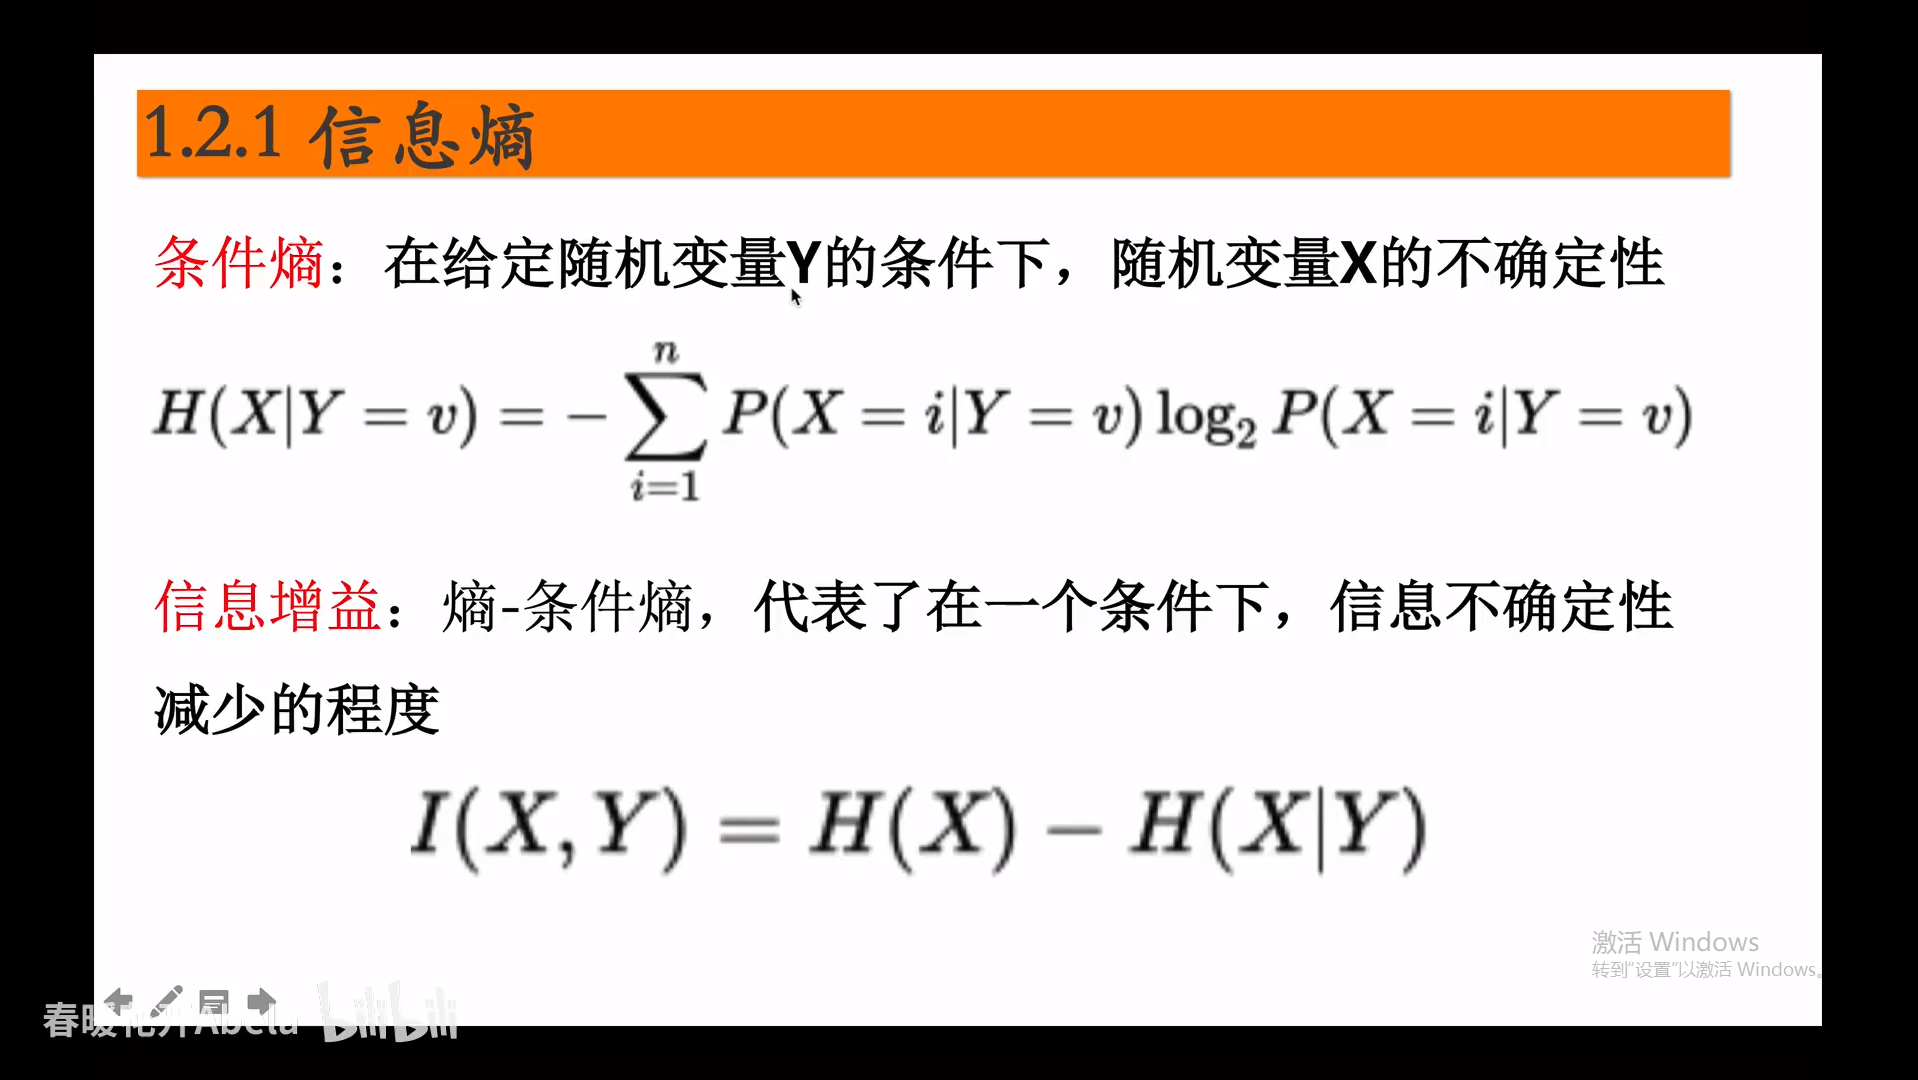 1.2.1 信息熵
条件熵：在给定随机变量Y的条件下，随机变量X的不确定性
H(X|Y = v) = − ∑_{i=1}^{n} P(X = i|Y = v) log₂ P(X = i|Y = v)
信息增益：熵-条件熵，代表了在一个条件下，信息不确定性
减少的程度
I(X, Y) = H(X) − H(X|Y)
激活 Windows
转到“设置”以激活 Windows。
春暖花开Abela bilibili